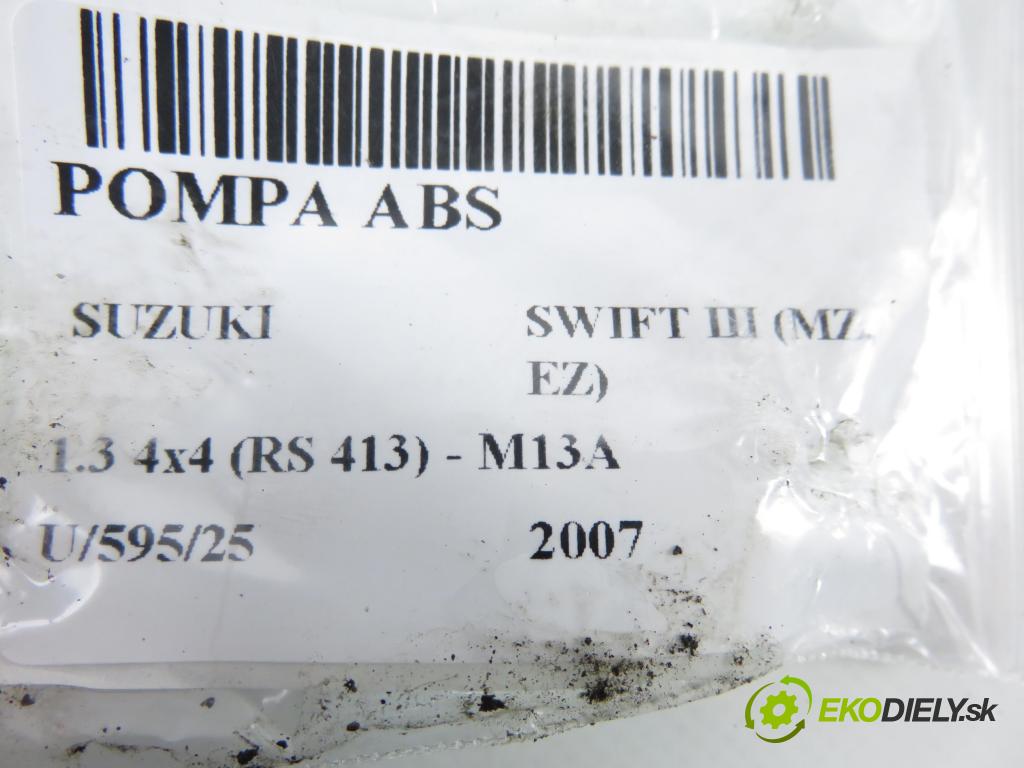 POMPA ABS
SUZUKI SWIFT III (MZ,
EZ)
1.3 4x4 (RS 413) - M13A
U/595/25 2007
EKODIELY.sk